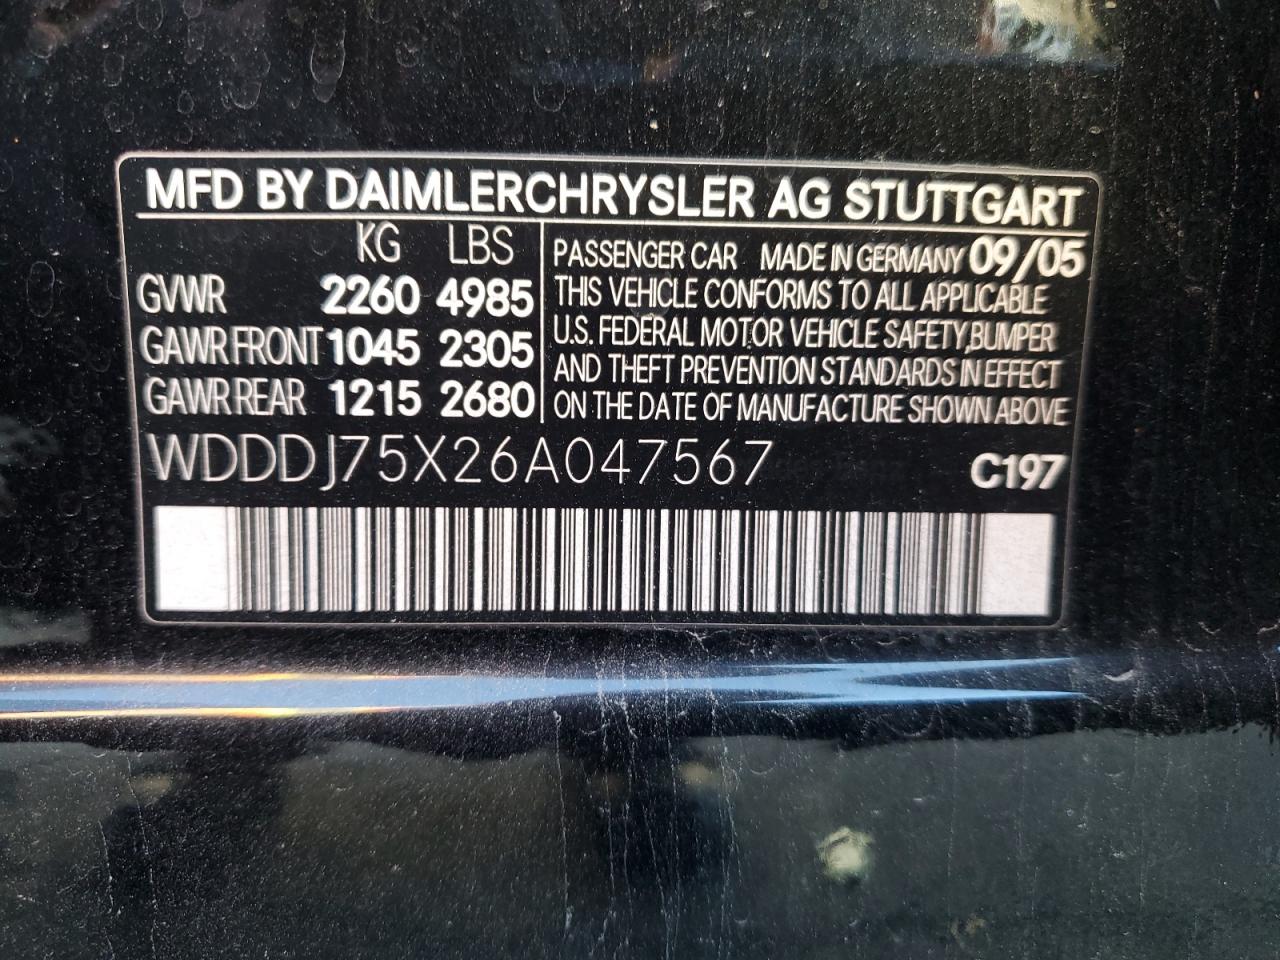 MFD BY DAIMLERCHRYSLER AG STUTTGART
KG LBS
GVWR 2260 4985
GAWR FRONT 1045 2305
GAWR REAR 1215 2680
PASSENGER CAR MADE IN GERMANY 09/05
THIS VEHICLE CONFORMS TO ALL APPLICABLE
U.S. FEDERAL MOTOR VEHICLE SAFETY, BUMPER
AND THEFT PREVENTION STANDARDS IN EFFECT
ON THE DATE OF MANUFACTURE SHOWN ABOVE
WDDDJ75X26A047567 C197